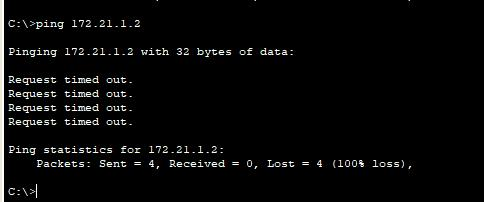 C:\>ping 172.21.1.2
Pinging 172.21.1.2 with 32 bytes of data:
Request timed out.
Request timed out.
Request timed out.
Request timed out.
Ping statistics for 172.21.1.2:
    Packets: Sent = 4, Received = 0, Lost = 4 (100% loss),
C:\>